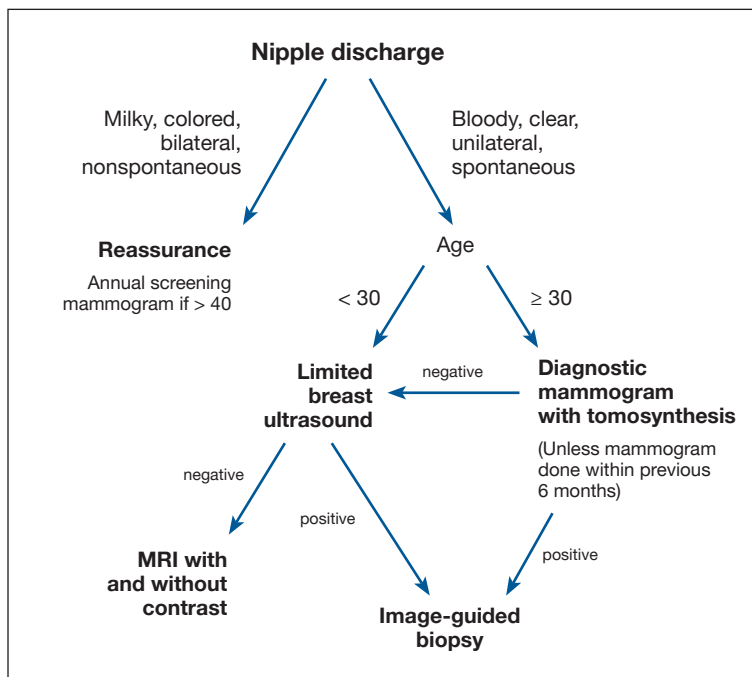 Nipple discharge
Milky, colored,
bilateral,
nonspontaneous
Bloody, clear,
unilateral,
spontaneous
Reassurance
Annual screening
mammogram if > 40
Age
< 30
≥ 30
Limited
breast
ultrasound
negative
Diagnostic
mammogram
with tomosynthesis
(Unless mammogram
done within previous
6 months)
negative
positive
positive
MRI with
and without
contrast
Image-guided
biopsy